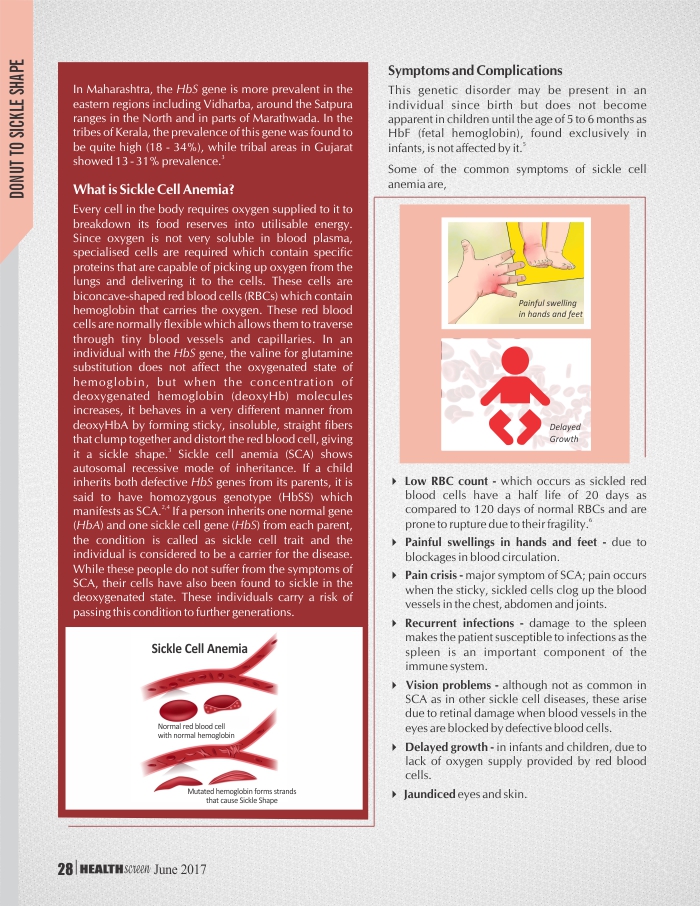 DONUT TO SICKLE SHAPE
In Maharashtra, the HbS gene is more prevalent in the
eastern regions including Vidharba, around the Satpura
ranges in the North and in parts of Marathwada. In the
tribes of Kerala, the prevalence of this gene was found to
be quite high (18 - 34%), while tribal areas in Gujarat
showed 13 - 31% prevalence.3
What is Sickle Cell Anemia?
Every cell in the body requires oxygen supplied to it to
breakdown its food reserves into utilisable energy.
Since oxygen is not very soluble in blood plasma,
specialised cells are required which contain specific
proteins that are capable of picking up oxygen from the
lungs and delivering it to the cells. These cells are
biconcave-shaped red blood cells (RBCs) which contain
hemoglobin that carries the oxygen. These red blood
cells are normally flexible which allows them to traverse
through tiny blood vessels and capillaries. In an
individual with the HbS gene, the valine for glutamine
substitution does not affect the oxygenated state of
hemoglobin, but when the concentration of
deoxygenated hemoglobin (deoxyHb) molecules
increases, it behaves in a very different manner from
deoxyHbA by forming sticky, insoluble, straight fibers
that clump together and distort the red blood cell, giving
it a sickle shape.3 Sickle cell anemia (SCA) shows
autosomal recessive mode of inheritance. If a child
inherits both defective HbS genes from its parents, it is
said to have homozygous genotype (HbSS) which
manifests as SCA.2,4 If a person inherits one normal gene
(HbA) and one sickle cell gene (HbS) from each parent,
the condition is called as sickle cell trait and the
individual is considered to be a carrier for the disease.
While these people do not suffer from the symptoms of
SCA, their cells have also been found to sickle in the
deoxygenated state. These individuals carry a risk of
passing this condition to further generations.
Sickle Cell Anemia
Normal red blood cell
with normal hemoglobin
Mutated hemoglobin forms strands
that cause Sickle Shape
Symptoms and Complications
This genetic disorder may be present in an
individual since birth but does not become
apparent in children until the age of 5 to 6 months as
HbF (fetal hemoglobin), found exclusively in
infants, is not affected by it.5
Some of the common symptoms of sickle cell
anemia are,
Painful swelling
in hands and feet
Delayed
Growth
Low RBC count - which occurs as sickled red
blood cells have a half life of 20 days as
compared to 120 days of normal RBCs and are
prone to rupture due to their fragility.6
Painful swellings in hands and feet - due to
blockages in blood circulation.
Pain crisis - major symptom of SCA; pain occurs
when the sticky, sickled cells clog up the blood
vessels in the chest, abdomen and joints.
Recurrent infections - damage to the spleen
makes the patient susceptible to infections as the
spleen is an important component of the
immune system.
Vision problems - although not as common in
SCA as in other sickle cell diseases, these arise
due to retinal damage when blood vessels in the
eyes are blocked by defective blood cells.
Delayed growth - in infants and children, due to
lack of oxygen supply provided by red blood
cells.
Jaundiced eyes and skin.
28 | HEALTHscreen June 2017